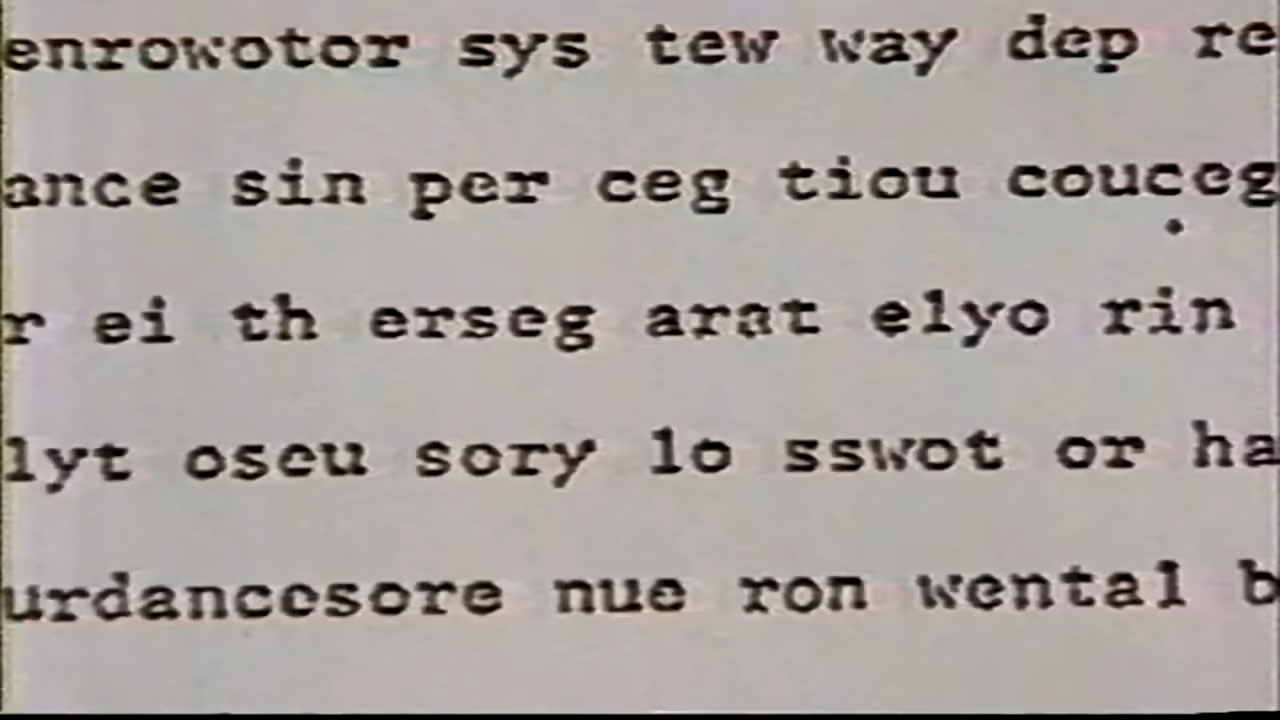 enrowotor sys tew way dep re
ance sin per ceg tiou couceg
r ei th erseg arat elyo rin
lyt oseu sory lo sswot or ha
urdancesore nue ron wental b